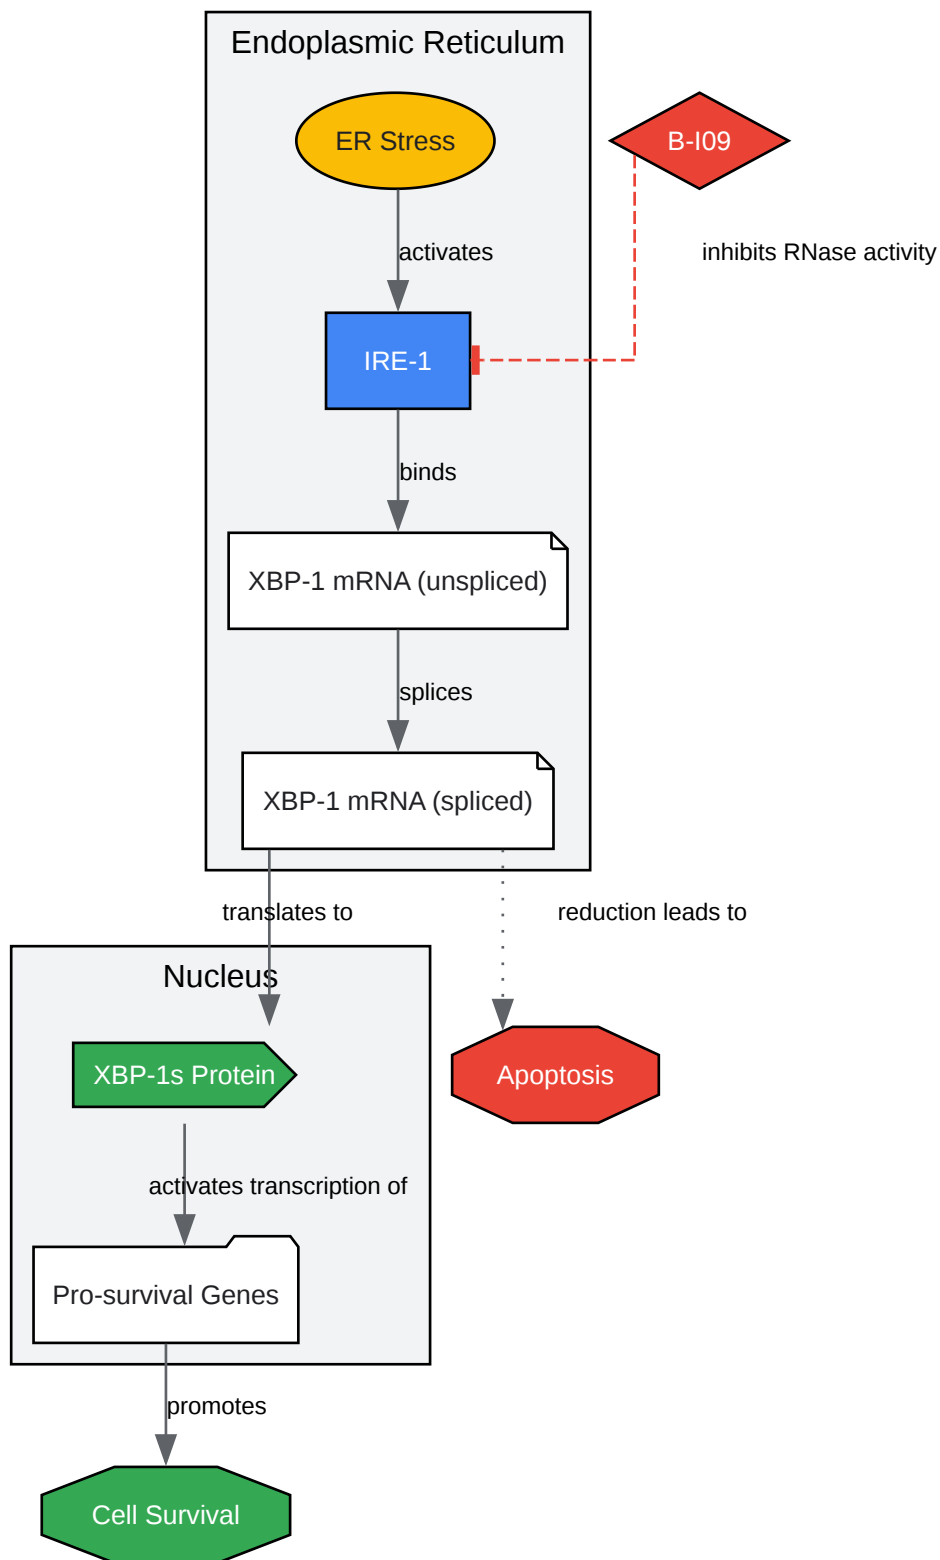 Endoplasmic Reticulum
ER Stress
B-I09
activates
inhibits RNase activity
IRE-1
binds
XBP-1 mRNA (unspliced)
splices
XBP-1 mRNA (spliced)
translates to
reduction leads to
Nucleus
XBP-1s Protein
Apoptosis
activates transcription of
Pro-survival Genes
promotes
Cell Survival